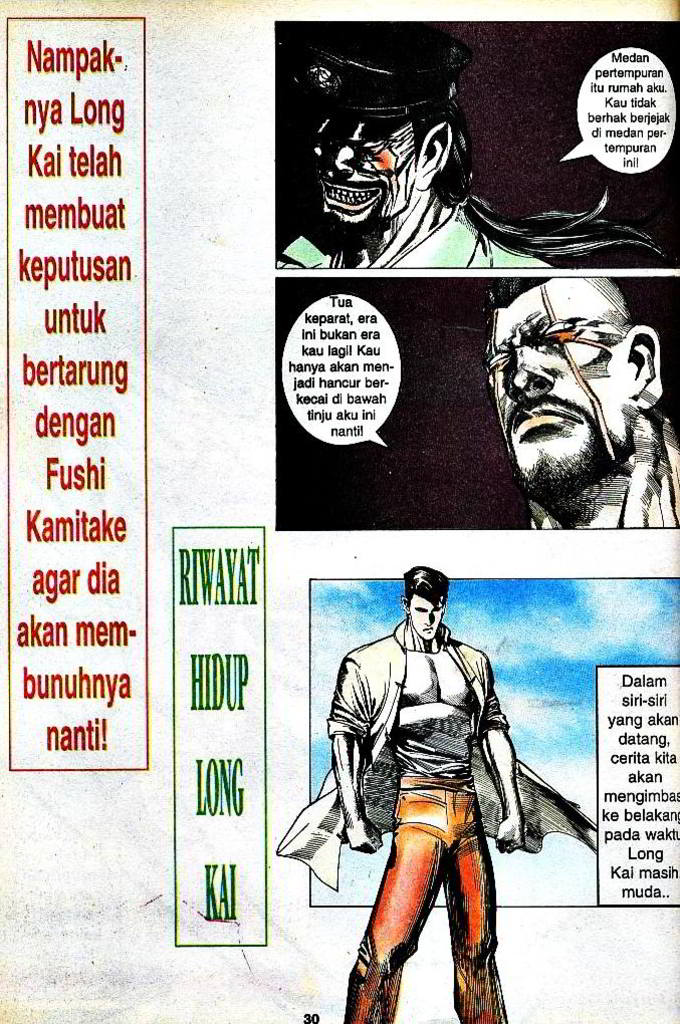 Nampak-
nya Long
Kai telah
membuat
keputusan
untuk
bertarung
dengan
Fushi
Kamitake
agar dia
akan mem-
bunuhnya
nanti!
Medan
pertempuran
itu rumah aku.
Kau tidak
berhak berjejak
di medan per-
tempuran
ini!
Tua
keparat, era
ini bukan era
kau lagi! Kau
hanya akan men-
jadi hancur ber-
kecai di bawah
tinju aku ini
nanti!
RIWAYAT
HIDUP
LONG
KAI
Dalam
siri-siri
yang akan
datang,
cerita kita
akan
mengimbas
ke belakang
pada waktu
Long
Kai masih
muda..
30